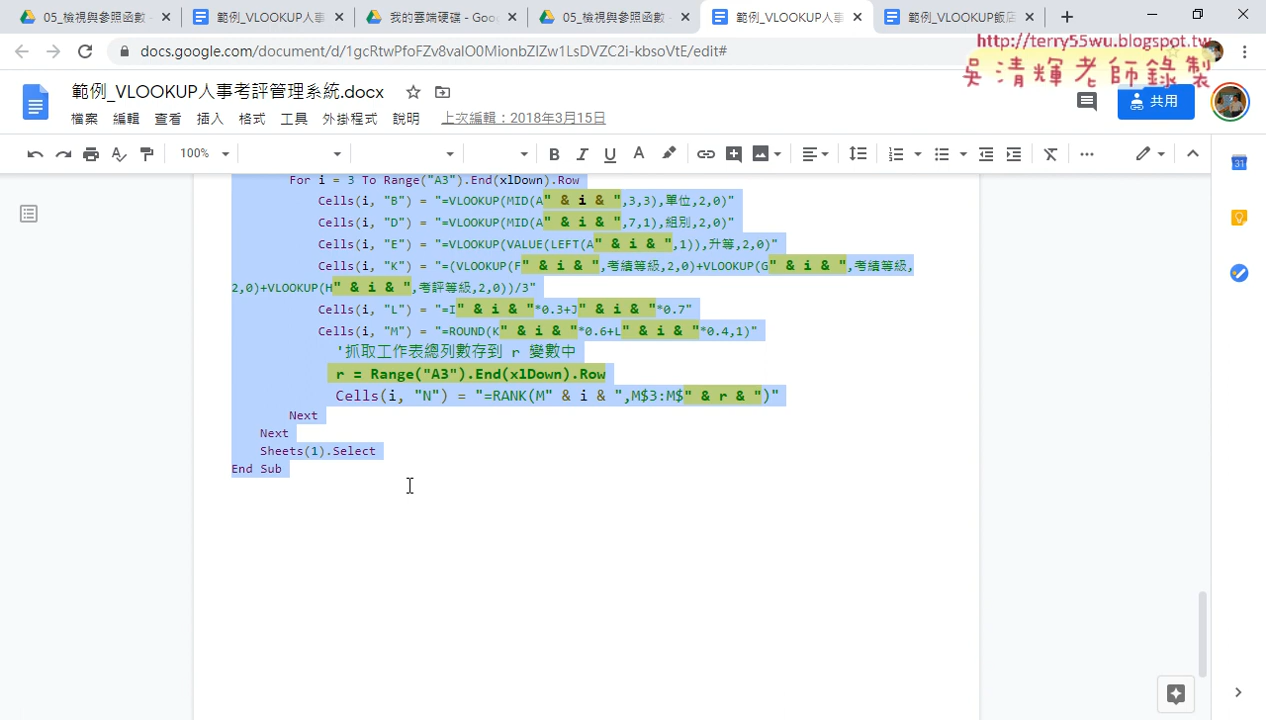 05_檢視與參照函數
範例_VLOOKUP人事
我的雲端硬碟 - Goo
05_檢視與參照函數
範例_VLOOKUP人事
範例_VLOOKUP飯店
docs.google.com/document/d/1gcRtwPfoFZv8valO0MionbZIZw1LsDVZC2i-kbsoVtE/edit#
http://terry55wu.blogspot.tw
吳清輝老師錄製
範例_VLOOKUP人事考評管理系統.docx
共用
檔案 編輯 查看 插入 格式 工具 外掛程式 說明 上次編輯：2018年3月15日
100%
B I U A
31
For i = 3 To Range("A3").End(xlDown).Row
Cells(i, "B") = "=VLOOKUP(MID(A" & i & ",3,3),單位,2,0)"
Cells(i, "D") = "=VLOOKUP(MID(A" & i & ",7,1),組別,2,0)"
Cells(i, "E") = "=VLOOKUP(VALUE(LEFT(A" & i & ",1)),升等,2,0)"
Cells(i, "K") = "=(VLOOKUP(F" & i & ",考績等級,2,0)+VLOOKUP(G" & i & ",考績等級,
2,0)+VLOOKUP(H" & i & ",考評等級,2,0))/3"
Cells(i, "L") = "=I" & i & "*0.3+J" & i & "*0.7"
Cells(i, "M") = "=ROUND(K" & i & "*0.6+L" & i & "*0.4,1)"
'抓取工作表總列數存到 r 變數中
r = Range("A3").End(xlDown).Row
Cells(i, "N") = "=RANK(M" & i & ",M$3:M$" & r & ")"
Next
Next
Sheets(1).Select
End Sub